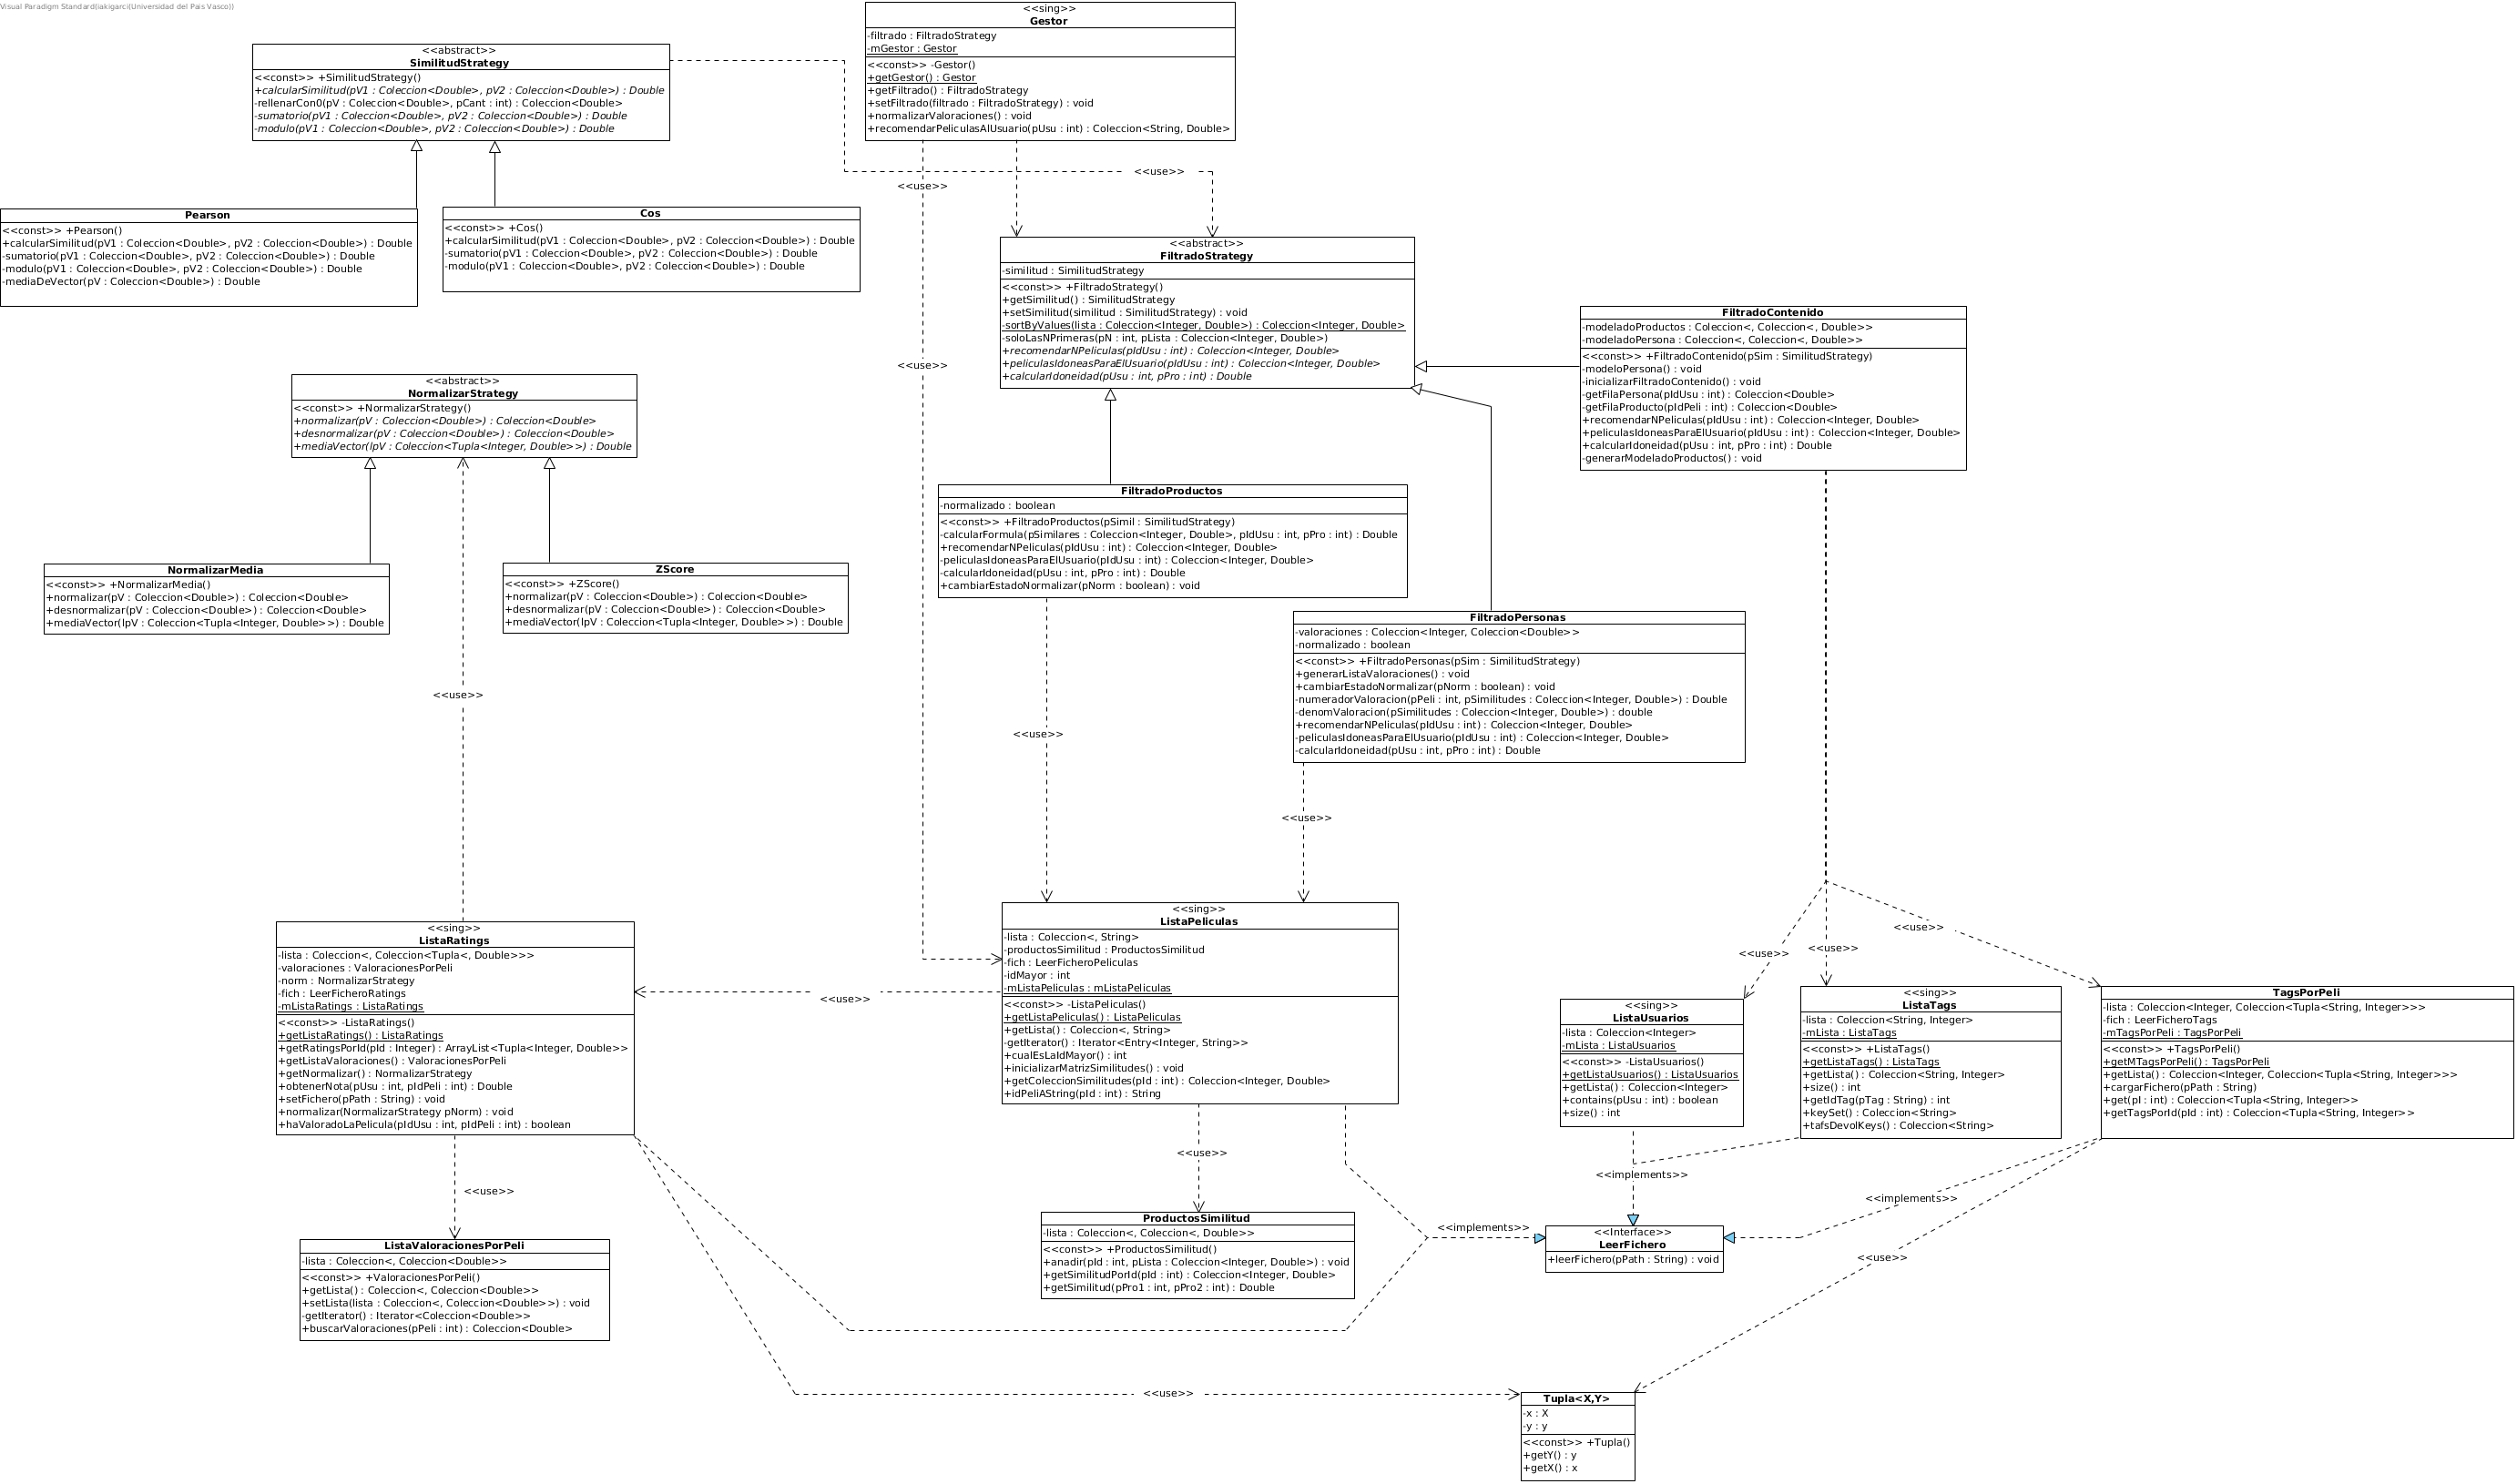 Visual Paradigm Standard(iakigarci(Universidad del Pais Vasco))
<<sing>>
Gestor
-filtrado : FiltradoStrategy
-mGestor : Gestor
<<const>> -Gestor()
+getGestor() : Gestor
+getFiltrado() : FiltradoStrategy
+setFiltrado(filtrado : FiltradoStrategy) : void
+normalizarValoraciones() : void
+recomendarPeliculasAlUsuario(pUsu : int) : Coleccion<String, Double>
<<abstract>>
SimilitudStrategy
<<const>> +SimilitudStrategy()
+calcularSimilitud(pV1 : Coleccion<Double>, pV2 : Coleccion<Double>) : Double
-rellenarCon0(pV : Coleccion<Double>, pCant : int) : Coleccion<Double>
-sumatorio(pV1 : Coleccion<Double>, pV2 : Coleccion<Double>) : Double
-modulo(pV1 : Coleccion<Double>, pV2 : Coleccion<Double>) : Double
<<use>>
<<use>>
Pearson
<<const>> +Pearson()
+calcularSimilitud(pV1 : Coleccion<Double>, pV2 : Coleccion<Double>) : Double
-sumatorio(pV1 : Coleccion<Double>, pV2 : Coleccion<Double>) : Double
-modulo(pV1 : Coleccion<Double>, pV2 : Coleccion<Double>) : Double
-mediaDeVector(pV : Coleccion<Double>) : Double
Cos
<<const>> +Cos()
+calcularSimilitud(pV1 : Coleccion<Double>, pV2 : Coleccion<Double>) : Double
-sumatorio(pV1 : Coleccion<Double>, pV2 : Coleccion<Double>) : Double
-modulo(pV1 : Coleccion<Double>, pV2 : Coleccion<Double>) : Double
<<abstract>>
FiltradoStrategy
-similitud : SimilitudStrategy
<<const>> +FiltradoStrategy()
+getSimilitud() : SimilitudStrategy
+setSimilitud(similitud : SimilitudStrategy) : void
-sortByValues(lista : Coleccion<Integer, Double>) : Coleccion<Integer, Double>
-soloLasNPrimeras(pN : int, pLista : Coleccion<Integer, Double>)
+recomendarNPeliculas(pIdUsu : int) : Coleccion<Integer, Double>
+peliculasIdoneasParaElUsuario(pIdUsu : int) : Coleccion<Integer, Double>
+calcularIdoneidad(pUsu : int, pPro : int) : Double
<<use>>
FiltradoContenido
-modeladoProductos : Coleccion<, Coleccion<, Double>>
-modeladoPersona : Coleccion<, Coleccion<, Double>>
<<const>> +FiltradoContenido(pSim : SimilitudStrategy)
-modeloPersona() : void
-inicializarFiltradoContenido() : void
-getFilaPersona(pIdUsu : int) : Coleccion<Double>
-getFilaProducto(pIdPeli : int) : Coleccion<Double>
+recomendarNPeliculas(pIdUsu : int) : Coleccion<Integer, Double>
+peliculasIdoneasParaElUsuario(pIdUsu : int) : Coleccion<Integer, Double>
+calcularIdoneidad(pUsu : int, pPro : int) : Double
-generarModeladoProductos() : void
<<abstract>>
NormalizarStrategy
<<const>> +NormalizarStrategy()
+normalizar(pV : Coleccion<Double>) : Coleccion<Double>
+desnormalizar(pV : Coleccion<Double>) : Coleccion<Double>
+mediaVector(lpV : Coleccion<Tupla<Integer, Double>>) : Double
FiltradoProductos
-normalizado : boolean
<<const>> +FiltradoProductos(pSimil : SimilitudStrategy)
-calcularFormula(pSimilares : Coleccion<Integer, Double>, pIdUsu : int, pPro : int) : Double
+recomendarNPeliculas(pIdUsu : int) : Coleccion<Integer, Double>
-peliculasIdoneasParaElUsuario(pIdUsu : int) : Coleccion<Integer, Double>
-calcularIdoneidad(pUsu : int, pPro : int) : Double
+cambiarEstadoNormalizar(pNorm : boolean) : void
NormalizarMedia
<<const>> +NormalizarMedia()
+normalizar(pV : Coleccion<Double>) : Coleccion<Double>
+desnormalizar(pV : Coleccion<Double>) : Coleccion<Double>
+mediaVector(lpV : Coleccion<Tupla<Integer, Double>>) : Double
ZScore
<<const>> +ZScore()
+normalizar(pV : Coleccion<Double>) : Coleccion<Double>
+desnormalizar(pV : Coleccion<Double>) : Coleccion<Double>
+mediaVector(lpV : Coleccion<Tupla<Integer, Double>>) : Double
FiltradoPersonas
-valoraciones : Coleccion<Integer, Coleccion<Double>>
-normalizado : boolean
<<const>> +FiltradoPersonas(pSim : SimilitudStrategy)
+generarListaValoraciones() : void
+cambiarEstadoNormalizar(pNorm : boolean) : void
-numeradorValoracion(pPeli : int, pSimilitudes : Coleccion<Integer, Double>) : Double
-denomValoracion(pSimilitudes : Coleccion<Integer, Double>) : double
+recomendarNPeliculas(pIdUsu : int) : Coleccion<Integer, Double>
-peliculasIdoneasParaElUsuario(pIdUsu : int) : Coleccion<Integer, Double>
-calcularIdoneidad(pUsu : int, pPro : int) : Double
<<use>>
<<use>>
<<use>>
<<sing>>
ListaRatings
-lista : Coleccion<, Coleccion<Tupla<, Double>>>
-valoraciones : ValoracionesPorPeli
-norm : NormalizarStrategy
-fich : LeerFicheroRatings
-mListaRatings : ListaRatings
<<const>> -ListaRatings()
+getListaRatings() : ListaRatings
+getRatingsPorId(pId : Integer) : ArrayList<Tupla<Integer, Double>>
+getListaValoraciones() : ValoracionesPorPeli
+getNormalizar() : NormalizarStrategy
+obtenerNota(pUsu : int, pIdPeli : int) : Double
+setFichero(pPath : String) : void
+normalizar(NormalizarStrategy pNorm) : void
+haValoradoLaPelicula(pIdUsu : int, pIdPeli : int) : boolean
<<use>>
<<sing>>
ListaPeliculas
-lista : Coleccion<, String>
-productosSimilitud : ProductosSimilitud
-fich : LeerFicheroPeliculas
-idMayor : int
-mListaPeliculas : mListaPeliculas
<<const>> -ListaPeliculas()
+getListaPeliculas() : ListaPeliculas
+getLista() : Coleccion<, String>
-getIterator() : Iterator<Entry<Integer, String>>
+cualEsLaIdMayor() : int
+inicializarMatrizSimilitudes() : void
+getColeccionSimilitudes(pId : int) : Coleccion<Integer, Double>
+idPeliAString(pId : int) : String
<<use>>
<<use>>
<<use>>
<<sing>>
ListaUsuarios
-lista : Coleccion<Integer>
-mLista : ListaUsuarios
<<const>> -ListaUsuarios()
+getListaUsuarios() : ListaUsuarios
+getLista() : Coleccion<Integer>
+contains(pUsu : int) : boolean
+size() : int
<<sing>>
ListaTags
-lista : Coleccion<String, Integer>
-mLista : ListaTags
<<const>> +ListaTags()
+getListaTags() : ListaTags
+getLista() : Coleccion<String, Integer>
+size() : int
+getIdTag(pTag : String) : int
+keySet() : Coleccion<String>
+tafsDevolKeys() : Coleccion<String>
TagsPorPeli
-lista : Coleccion<Integer, Coleccion<Tupla<String, Integer>>>
-fich : LeerFicheroTags
-mTagsPorPeli : TagsPorPeli
<<const>> +TagsPorPeli()
+getMTagsPorPeli() : TagsPorPeli
+getLista() : Coleccion<Integer, Coleccion<Tupla<String, Integer>>>
+cargarFichero(pPath : String)
+get(pI : int) : Coleccion<Tupla<String, Integer>>
+getTagsPorId(pId : int) : Coleccion<Tupla<String, Integer>>
<<use>>
<<use>>
<<implements>>
<<implements>>
<<implements>>
<<use>>
ListaValoracionesPorPeli
-lista : Coleccion<, Coleccion<Double>>
<<const>> +ValoracionesPorPeli()
+getLista() : Coleccion<, Coleccion<Double>>
+setLista(lista : Coleccion<, Coleccion<Double>>) : void
-getIterator() : Iterator<Coleccion<Double>>
+buscarValoraciones(pPeli : int) : Coleccion<Double>
ProductosSimilitud
-lista : Coleccion<, Coleccion<, Double>>
<<const>> +ProductosSimilitud()
+anadir(pId : int, pLista : Coleccion<Integer, Double>) : void
+getSimilitudPorId(pId : int) : Coleccion<Integer, Double>
+getSimilitud(pPro1 : int, pPro2 : int) : Double
<<Interface>>
LeerFichero
+leerFichero(pPath : String) : void
<<use>>
Tupla<X,Y>
-x : X
-y : y
<<const>> +Tupla()
+getY() : y
+getX() : x